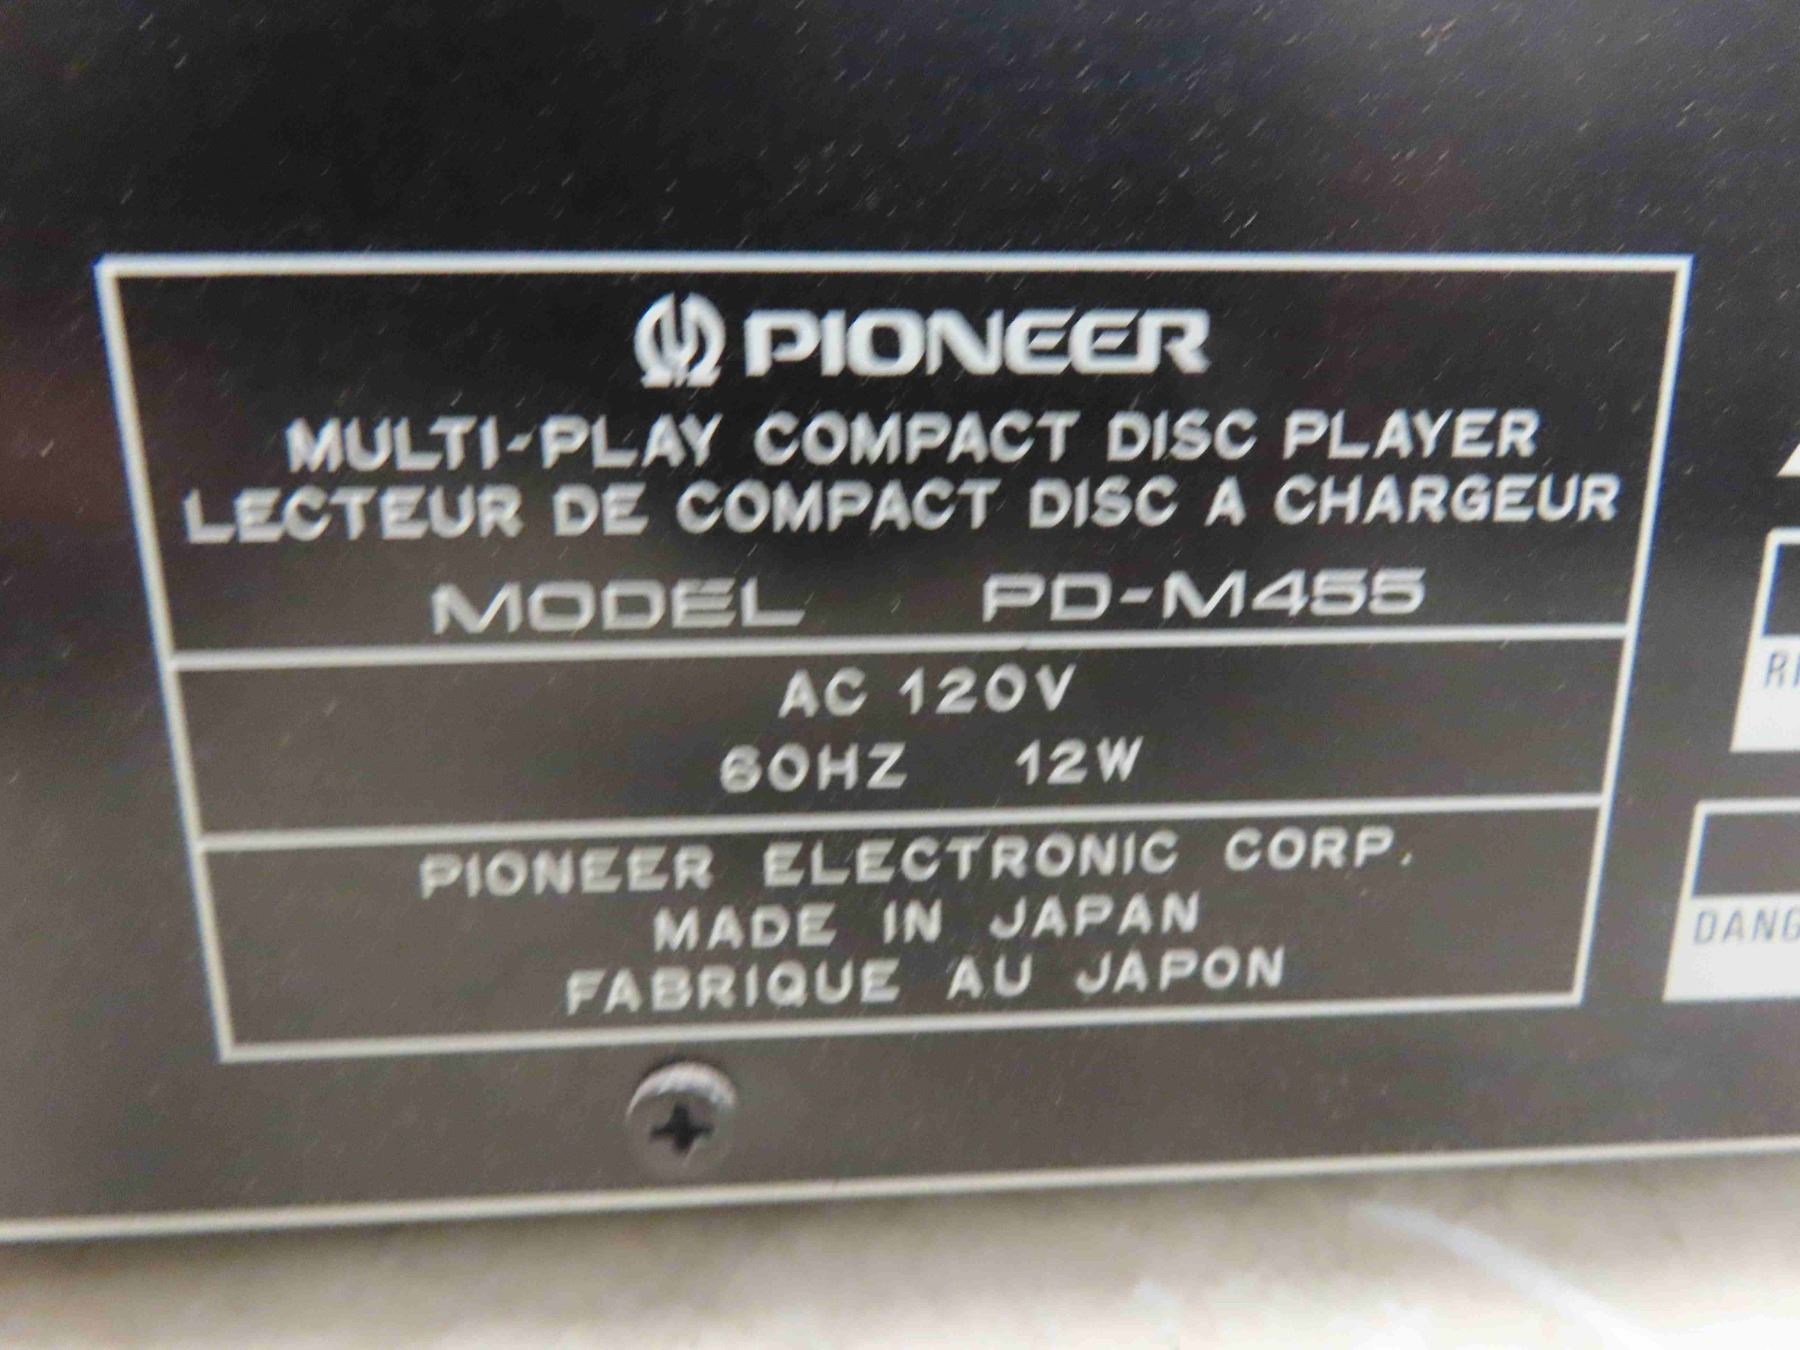 PIONEER
MULTI-PLAY COMPACT DISC PLAYER
LECTEUR DE COMPACT DISC A CHARGEUR
MODEL PD-M455
AC 120V
60HZ 12W
PIONEER ELECTRONIC CORP.
MADE IN JAPAN
FABRIQUE AU JAPON